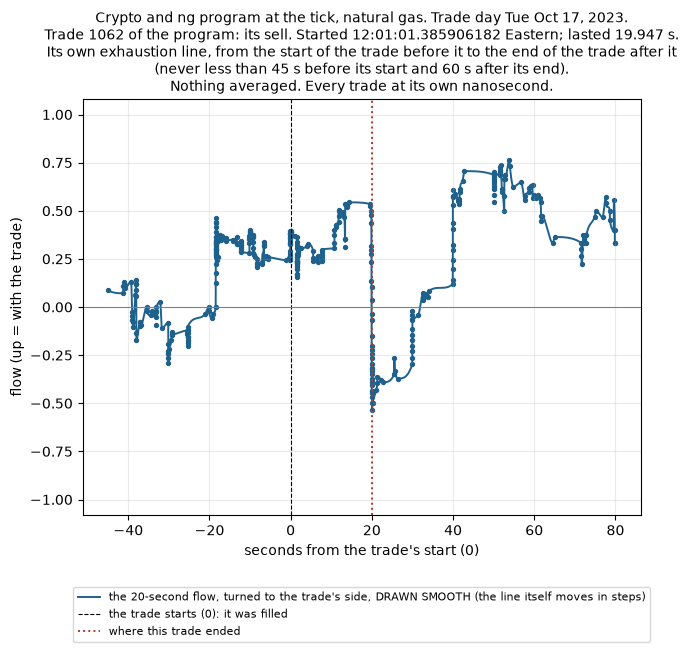 Crypto and ng program at the tick, natural gas. Trade day Tue Oct 17, 2023.
Trade 1062 of the program: its sell. Started 12:01:01.385906182 Eastern; lasted 19.947 s.
Its own exhaustion line, from the start of the trade before it to the end of the trade after it
(never less than 45 s before its start and 60 s after its end).
Nothing averaged. Every trade at its own nanosecond.
1.00
0.75
0.50
0.25
0.00
−0.25
−0.50
−0.75
−1.00
flow (up = with the trade)
−40
−20
0
20
40
60
80
seconds from the trade's start (0)
the 20-second flow, turned to the trade's side, DRAWN SMOOTH (the line itself moves in steps)
the trade starts (0): it was filled
where this trade ended